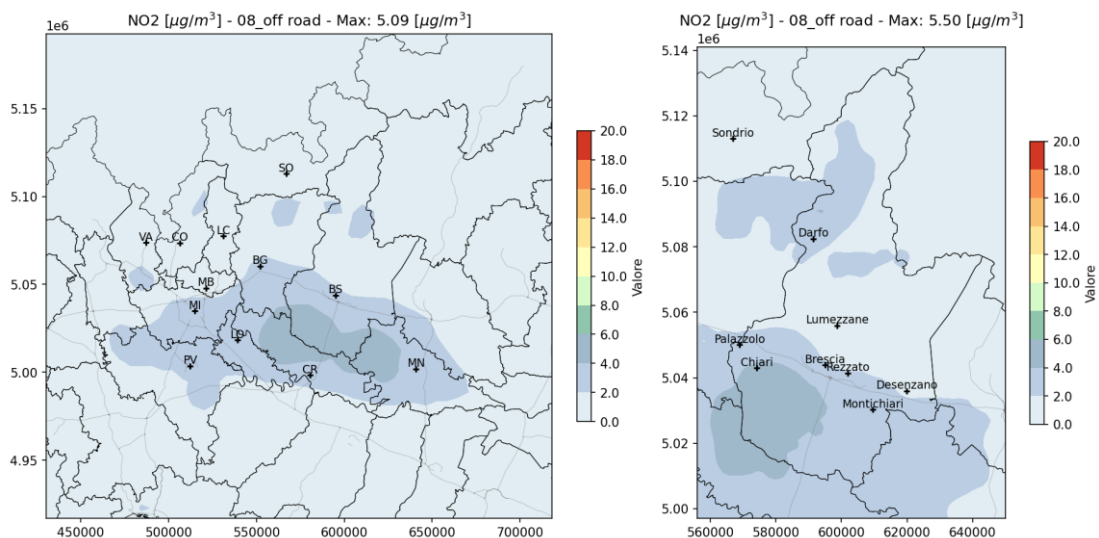 NO2 [μg/m³] - 08_off road - Max: 5.09 [μg/m³]
1e6
5.15
5.10
5.05
5.00
4.95
450000 500000 550000 600000 650000 700000
SO
VA CO LC
BG
MB
BS
MI
LO
PV
CR
MN
20.0
18.0
16.0
14.0
12.0
10.0
8.0
6.0
4.0
2.0
0.0
Valore
NO2 [μg/m³] - 08_off road - Max: 5.50 [μg/m³]
1e6
5.14
5.12
5.10
5.08
5.06
5.04
5.02
5.00
560000 580000 600000 620000 640000
Sondrio
Darfo
Lumezzane
Palazzolo
Chiari
Brescia
Rezzato
Desenzano
Montichiari
20.0
18.0
16.0
14.0
12.0
10.0
8.0
6.0
4.0
2.0
0.0
Valore